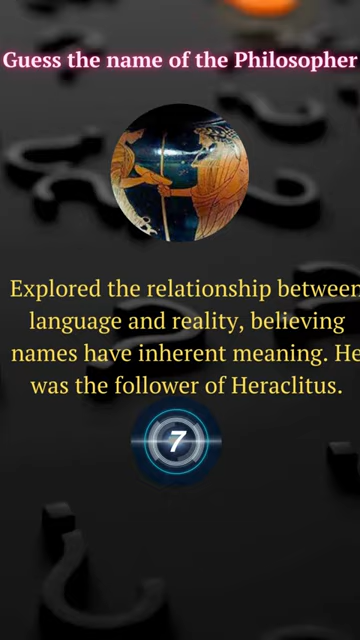 Guess the name of the Philosopher
Explored the relationship between
language and reality, believing
names have inherent meaning. He
was the follower of Heraclitus.
7